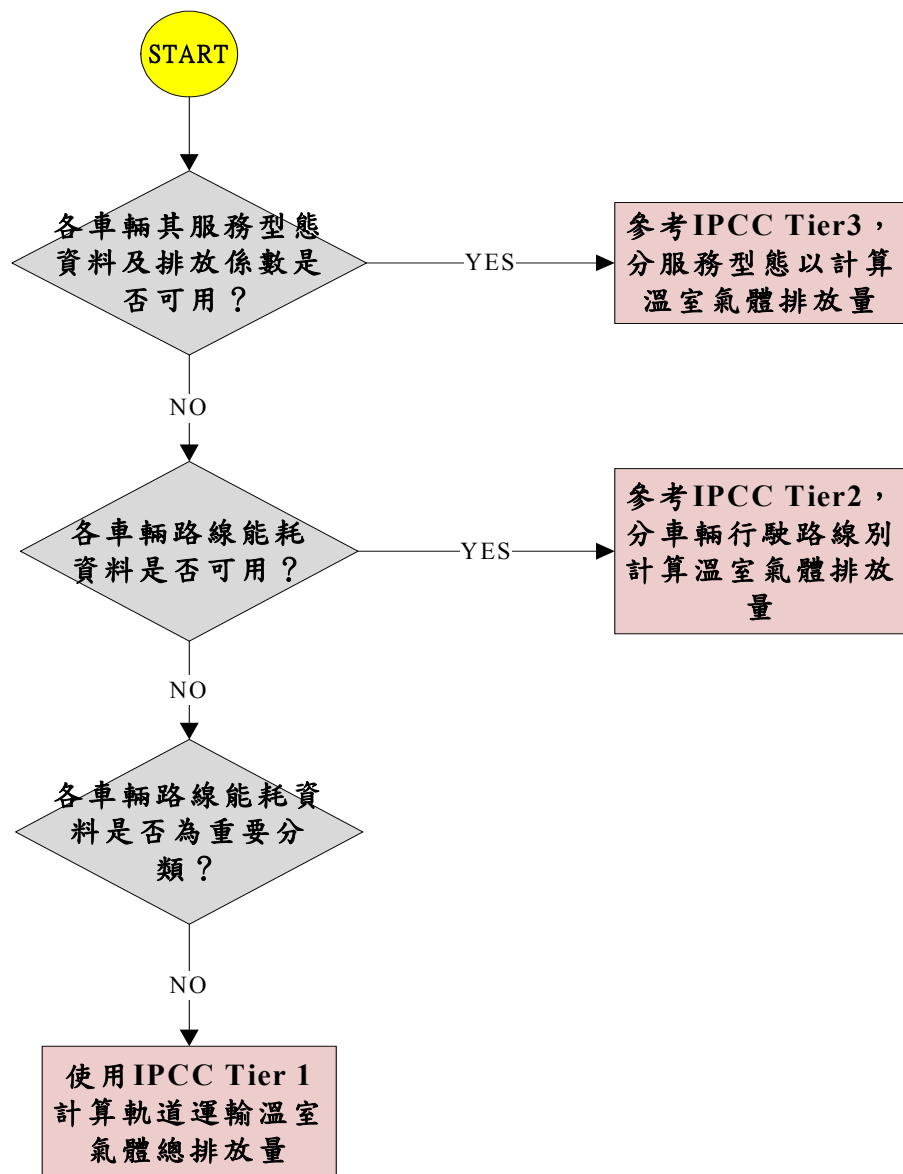 START
各車輛其服務型態
資料及排放係數是
否可用？
YES
參考IPCC Tier3，
分服務型態以計算
溫室氣體排放量
NO
各車輛路線能耗
資料是否可用？
YES
參考IPCC Tier2，
分車輛行駛路線別
計算溫室氣體排放
量
NO
各車輛路線能耗資
料是否為重要分
類？
NO
使用IPCC Tier 1
計算軌道運輸溫室
氣體總排放量